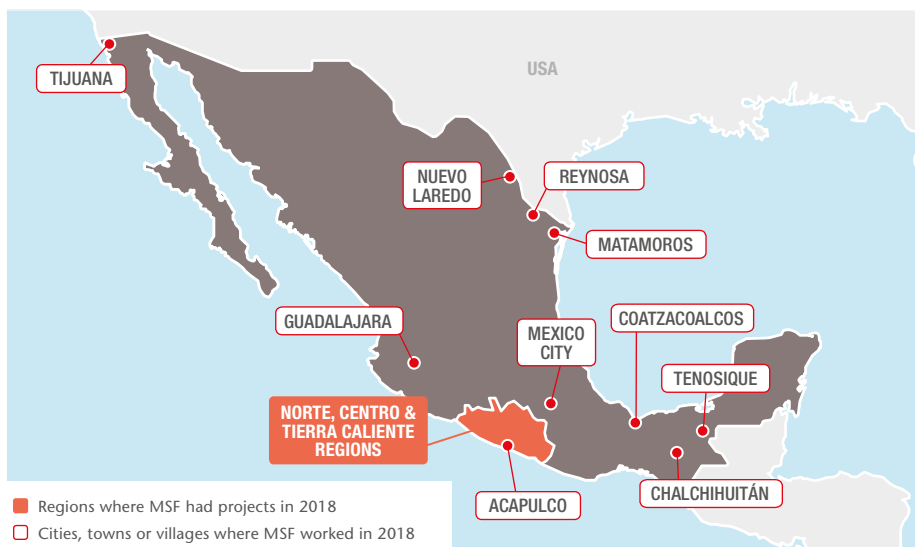 TIJUANA
USA
NUEVO
LAREDO
REYNOSA
MATAMOROS
GUADALAJARA
MEXICO
CITY
COATZACOALCOS
TENOSIQUE
NORTE, CENTRO &
TIERRA CALIENTE
REGIONS
ACAPULCO
CHALCHIHUITÁN
Regions where MSF had projects in 2018
Cities, towns or villages where MSF worked in 2018